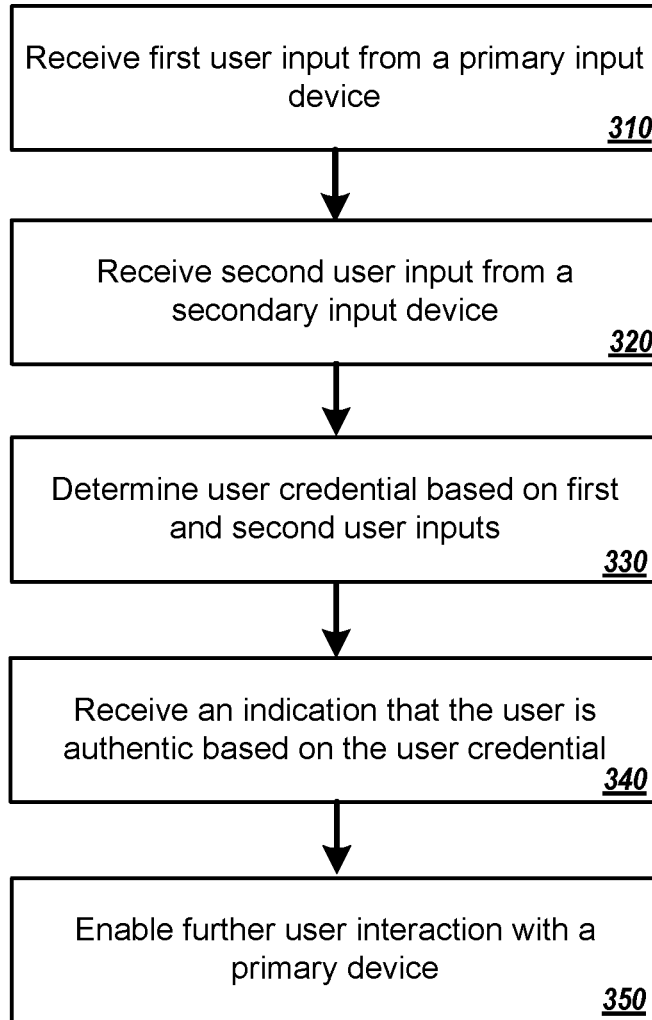 Receive first user input from a primary input
device
310
Receive second user input from a
secondary input device
320
Determine user credential based on first
and second user inputs
330
Receive an indication that the user is
authentic based on the user credential
340
Enable further user interaction with a
primary device
350